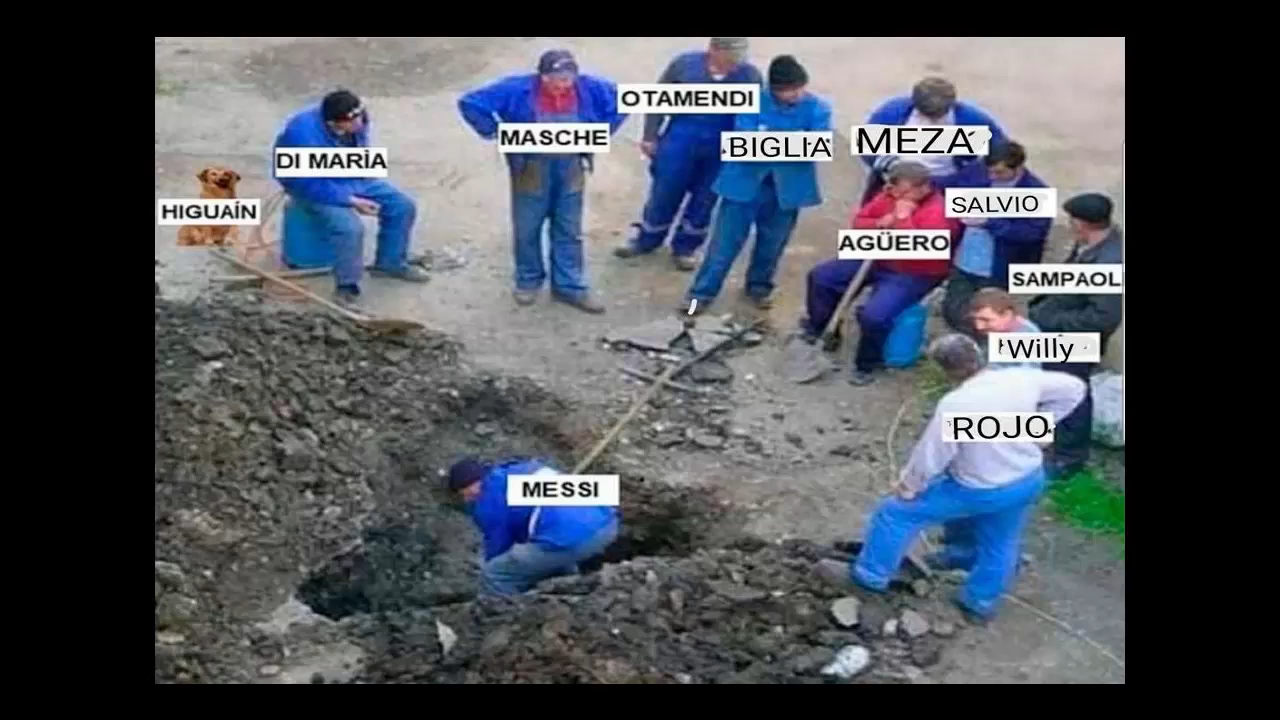 OTAMENDI
MASCHE
BIGLIA
MEZA
DI MARÌA
HIGUAÍN
SALVIO
AGÜERO
SAMPAOL
Willy
ROJO
MESSI